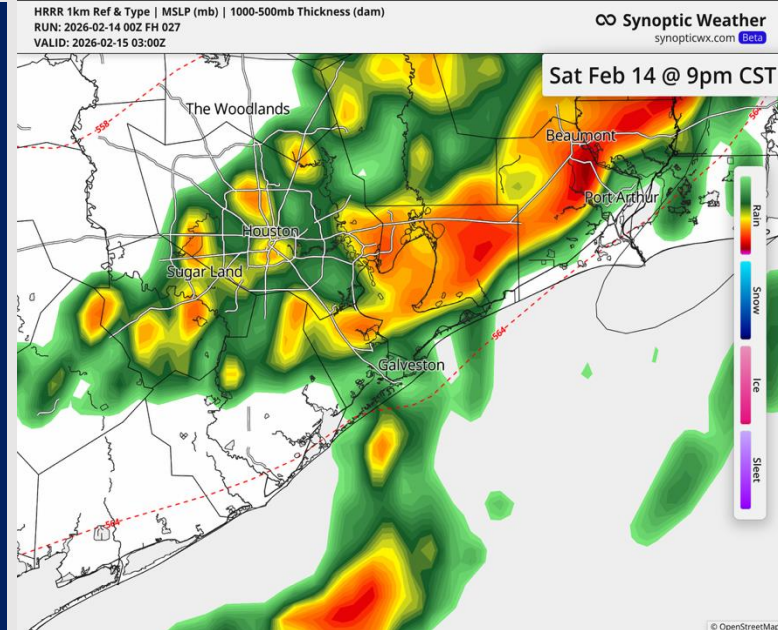 HRRR 1km Ref & Type | MSLP (mb) | 1000-500mb Thickness (dam)
RUN: 2026-02-14 00Z FH 027
VALID: 2026-02-15 03:00Z
Synoptic Weather
synopticwx.com Beta
Sat Feb 14 @ 9pm CST
The Woodlands
558
Beaumont
Port Arthur
Houston
Sugar Land
Galveston
564
564
Rain
Snow
Ice
Sleet
© OpenStreetMap